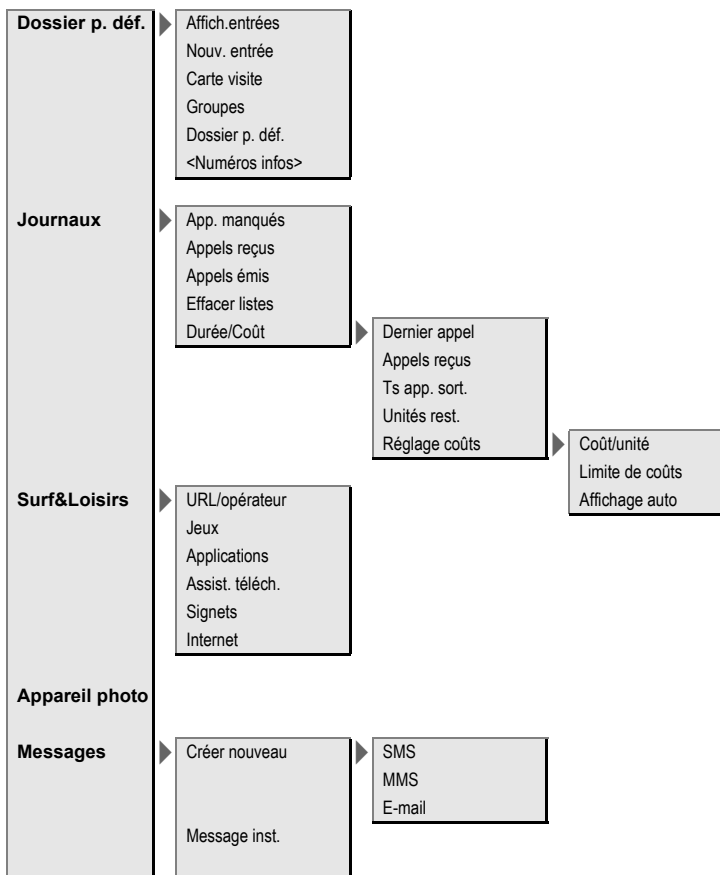 Dossier p. déf.
Affich.entrées
Nouv. entrée
Carte visite
Groupes
Dossier p. déf.
<Numéros infos>
Journaux
App. manqués
Appels reçus
Appels émis
Effacer listes
Durée/Coût
Dernier appel
Appels reçus
Ts app. sort.
Unités rest.
Réglage coûts
Coût/unité
Limite de coûts
Affichage auto
Surf&Loisirs
URL/opérateur
Jeux
Applications
Assist. téléch.
Signets
Internet
Appareil photo
Messages
Créer nouveau
SMS
MMS
E-mail
Message inst.